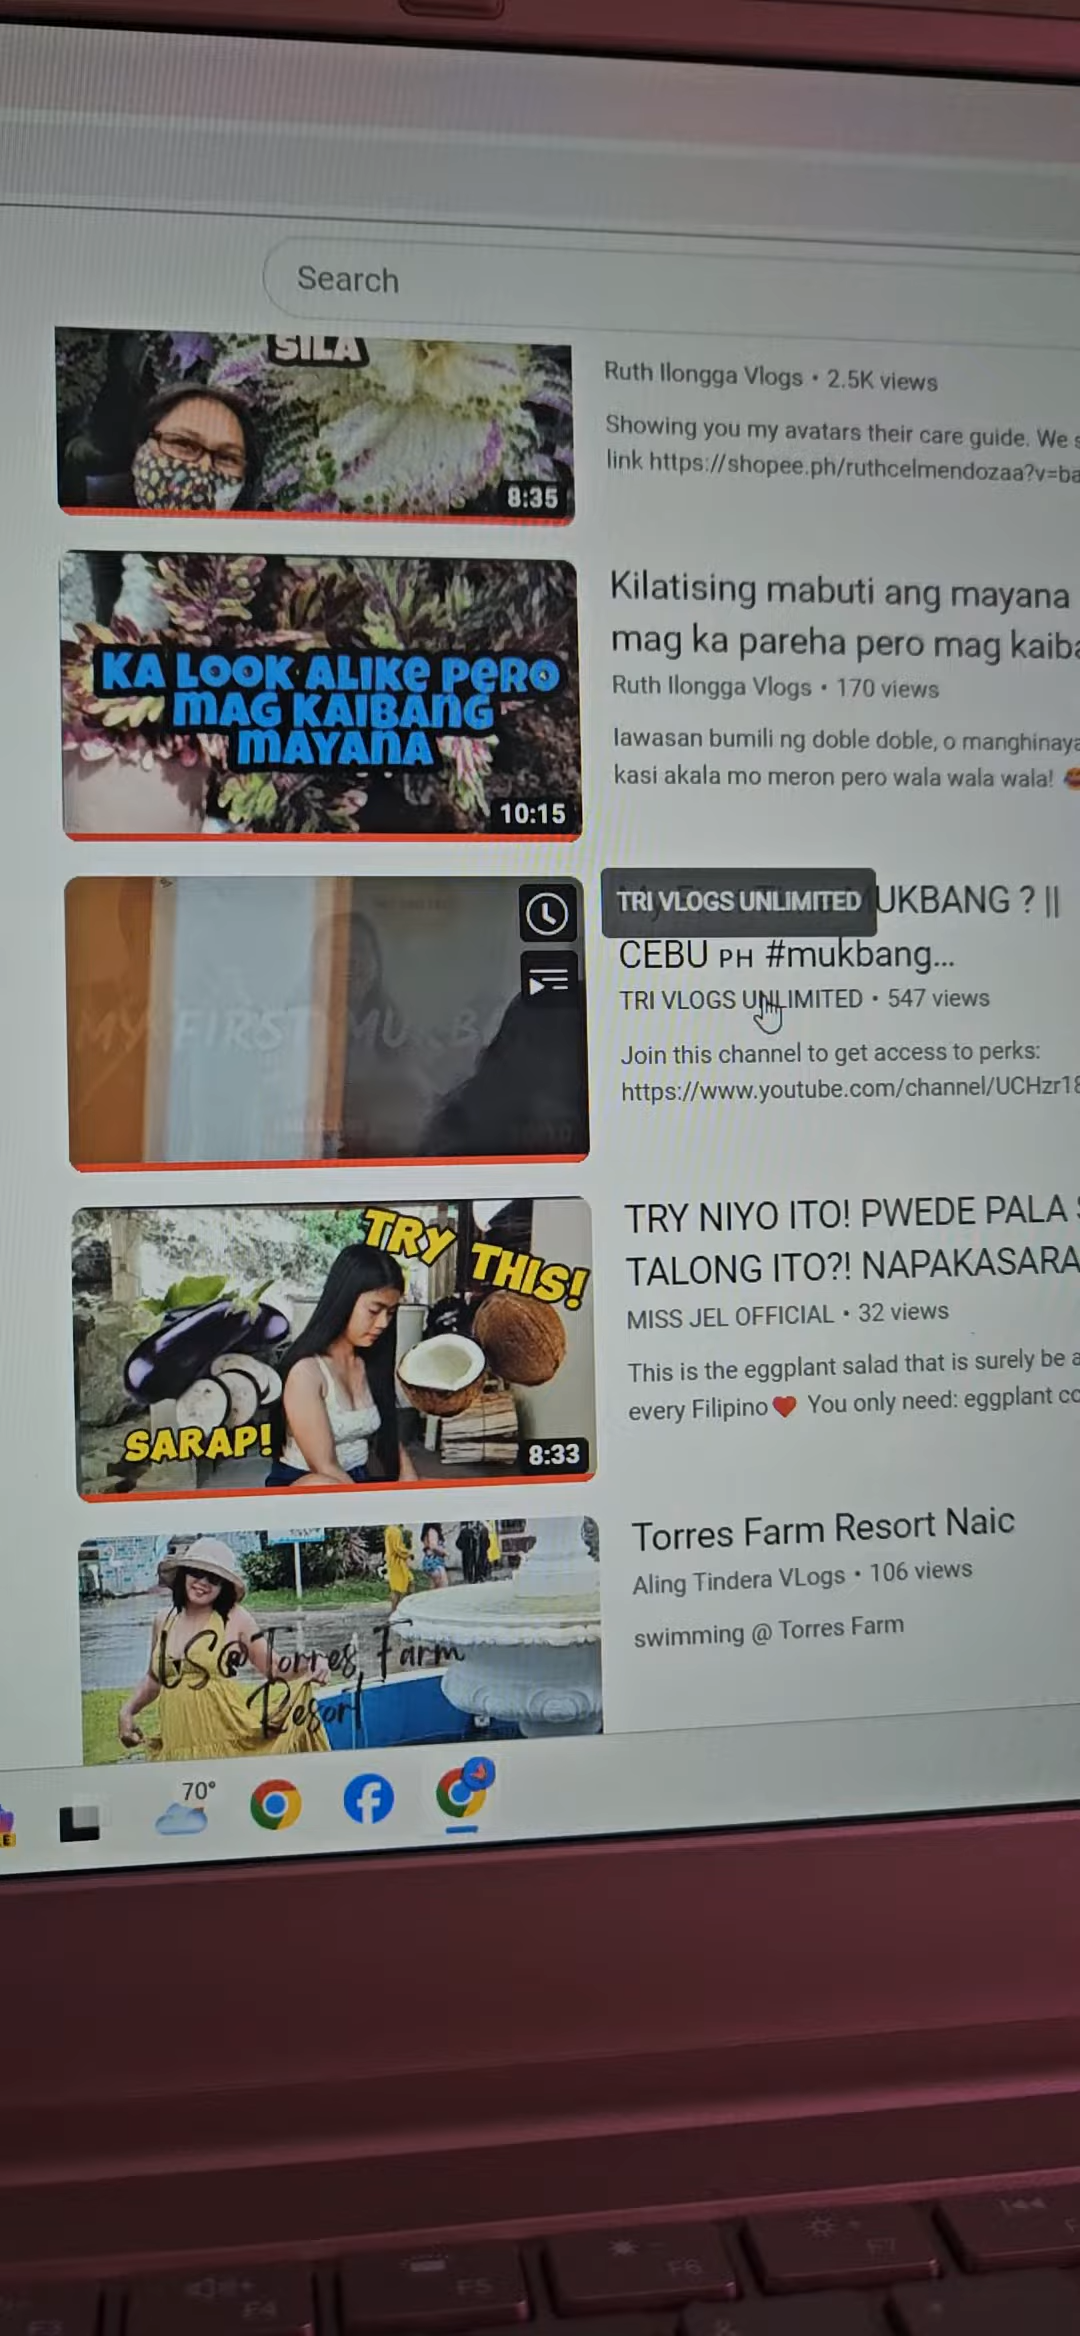 Search
SILA
8:35
Ruth Ilongga Vlogs • 2.5K views
Showing you my avatars their care guide. We s
link https://shopee.ph/ruthcelmendozaa?v=ba
KA LOOK ALIKE PERO
MAG KAIBANG
MAYANA
10:15
Kilatising mabuti ang mayana
mag ka pareha pero mag kaiba
Ruth Ilongga Vlogs • 170 views
Iawasan bumili ng doble doble, o manghinaya
kasi akala mo meron pero wala wala wala!
MY FIRST MUKBA
TRI VLOGS UNLIMITED
UKBANG ? ||
CEBU PH #mukbang...
TRI VLOGS UNLIMITED • 547 views
Join this channel to get access to perks:
https://www.youtube.com/channel/UCHzr18
TRY THIS!
SARAP!
8:33
TRY NIYO ITO! PWEDE PALA
TALONG ITO?! NAPAKASARA
MISS JEL OFFICIAL • 32 views
This is the eggplant salad that is surely be a
every Filipino❤️ You only need: eggplant co
LS@Torres Farm
Resort
Torres Farm Resort Naic
Aling Tindera VLogs • 106 views
swimming @ Torres Farm
70°
F4
F5
F6
F7